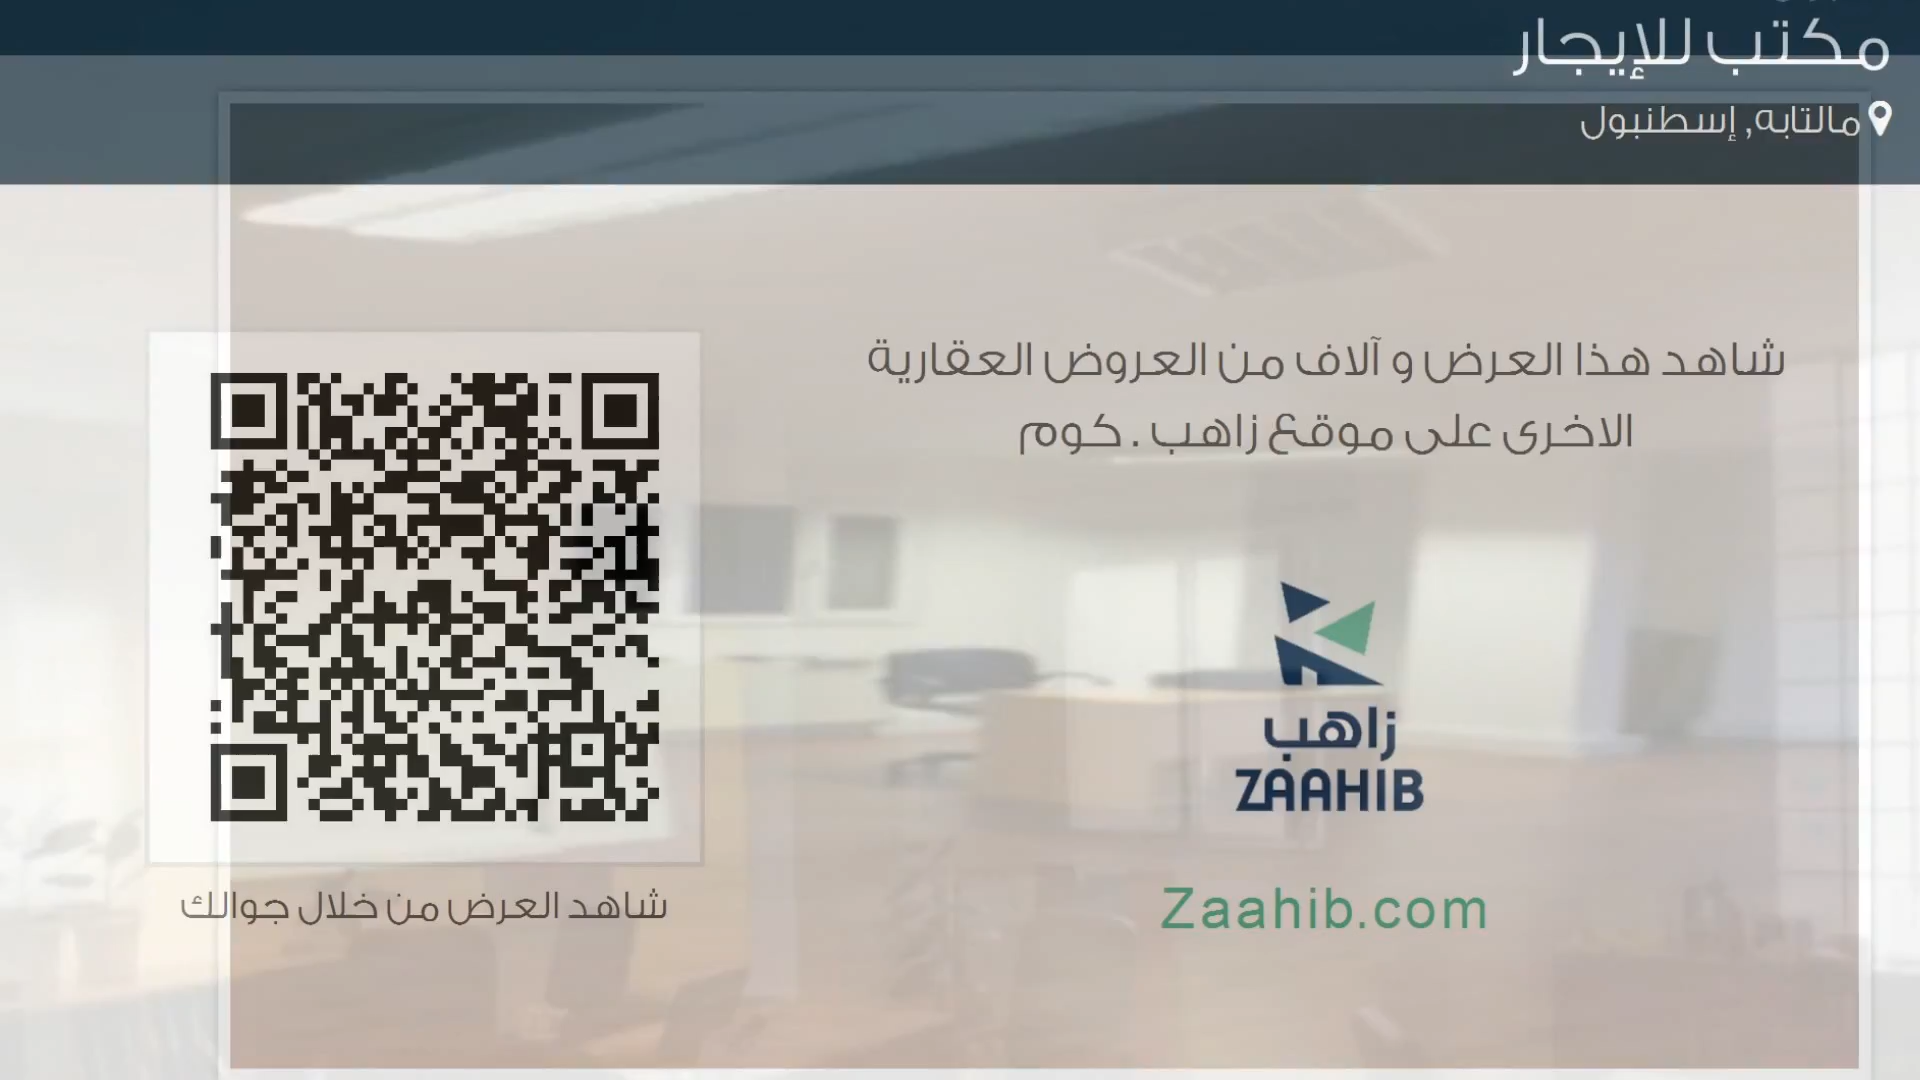 مكتب للإيجار
مالتابه, إسطنبول
شاهد هذا العرض و آلاف من العروض العقارية
الاخرى على موقع زاهب . كوم
زاهب
ZAAHIB
Zaahib.com
شاهد العرض من خلال جوالك